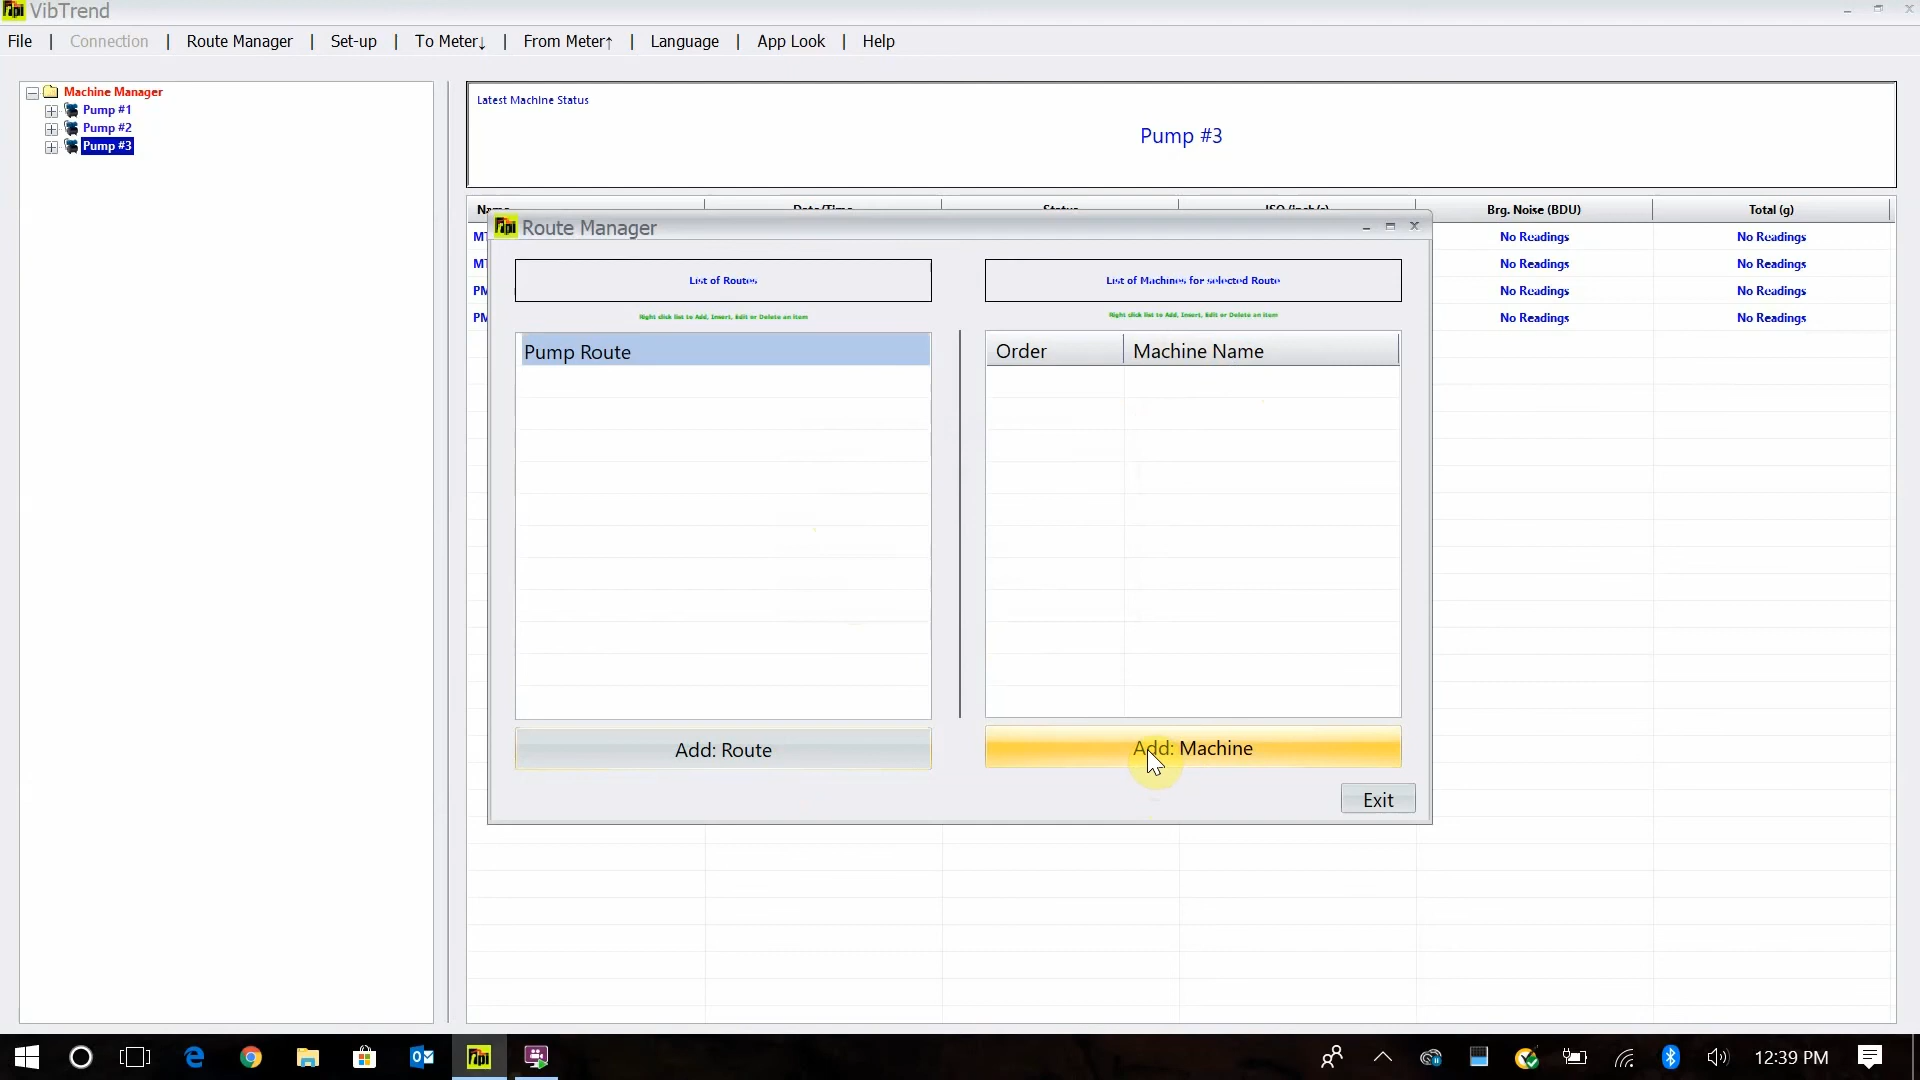 VibTrend
File | Connection | Route Manager | Set-up | To Meter↓ | From Meter↑ | Language | App Look | Help
Machine Manager
Pump #1
Pump #2
Pump #3
Latest Machine Status
Pump #3
Name Date/Time Status ISO (inch/s) Brg. Noise (BDU) Total (g)
No Readings No Readings
No Readings No Readings
No Readings No Readings
No Readings No Readings
tpi Route Manager
List of Routes
List of Machines for selected Route
Right click list to Add, Insert, Edit or Delete an item
Right click list to Add, Insert, Edit or Delete an item
Pump Route
Order Machine Name
Add: Route
Add: Machine
Exit
12:39 PM